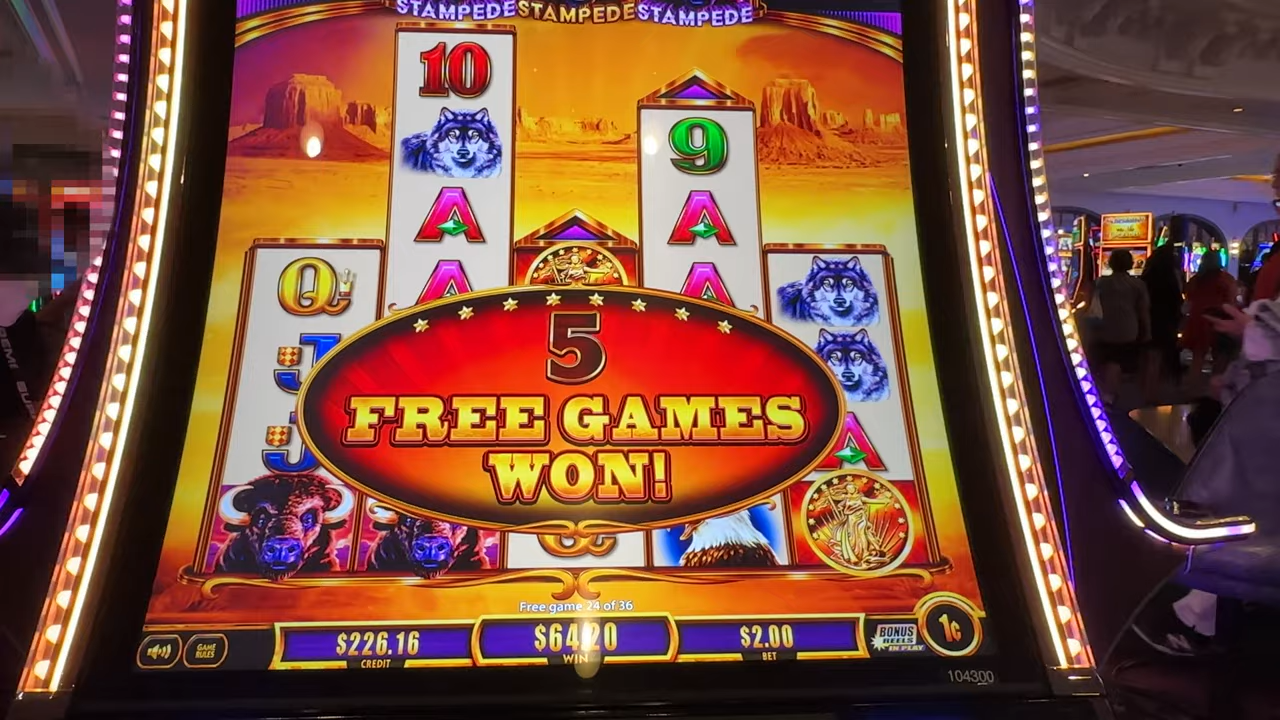 STAMPEDE STAMPEDE STAMPEDE
10
9
A
A
A
A
Q
J
J
A
5
FREE GAMES
WON!
Free game 24 of 36
$226.16
CREDIT
$64.20
WIN
$2.00
BET
GAME
RULES
BONUS
REELS
IN PLAY
1¢
104300